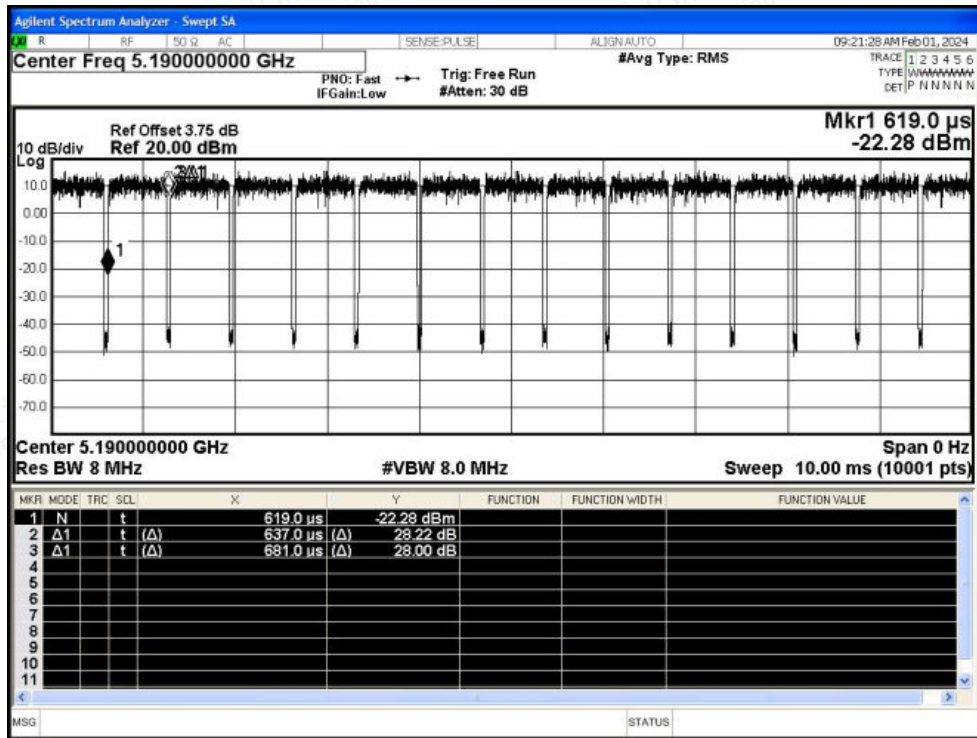 Agilent Spectrum Analyzer - Swept SA
LXI R RF 50 Ω AC SENSE:PULSE ALIGN AUTO 09:21:28 AM Feb 01, 2024
Center Freq 5.190000000 GHz
PNO: Fast
IFGain:Low
Trig: Free Run
#Atten: 30 dB
#Avg Type: RMS
TRACE 1 2 3 4 5 6
TYPE
DET P N N N N N
Mkr1 619.0 µs
-22.28 dBm
Ref Offset 3.75 dB
10 dB/div Ref 20.00 dBm
Log
10.0
0.00
-10.0
-20.0
-30.0
-40.0
-50.0
-60.0
-70.0
1
Center 5.190000000 GHz Span 0 Hz
Res BW 8 MHz #VBW 8.0 MHz Sweep 10.00 ms (10001 pts)
MKR MODE TRC SCL X Y FUNCTION FUNCTION WIDTH FUNCTION VALUE
1 N t 619.0 µs -22.28 dBm
2 Δ1 t (Δ) 637.0 µs (Δ) 28.22 dB
3 Δ1 t (Δ) 681.0 µs (Δ) 28.00 dB
4
5
6
7
8
9
10
11
MSG STATUS